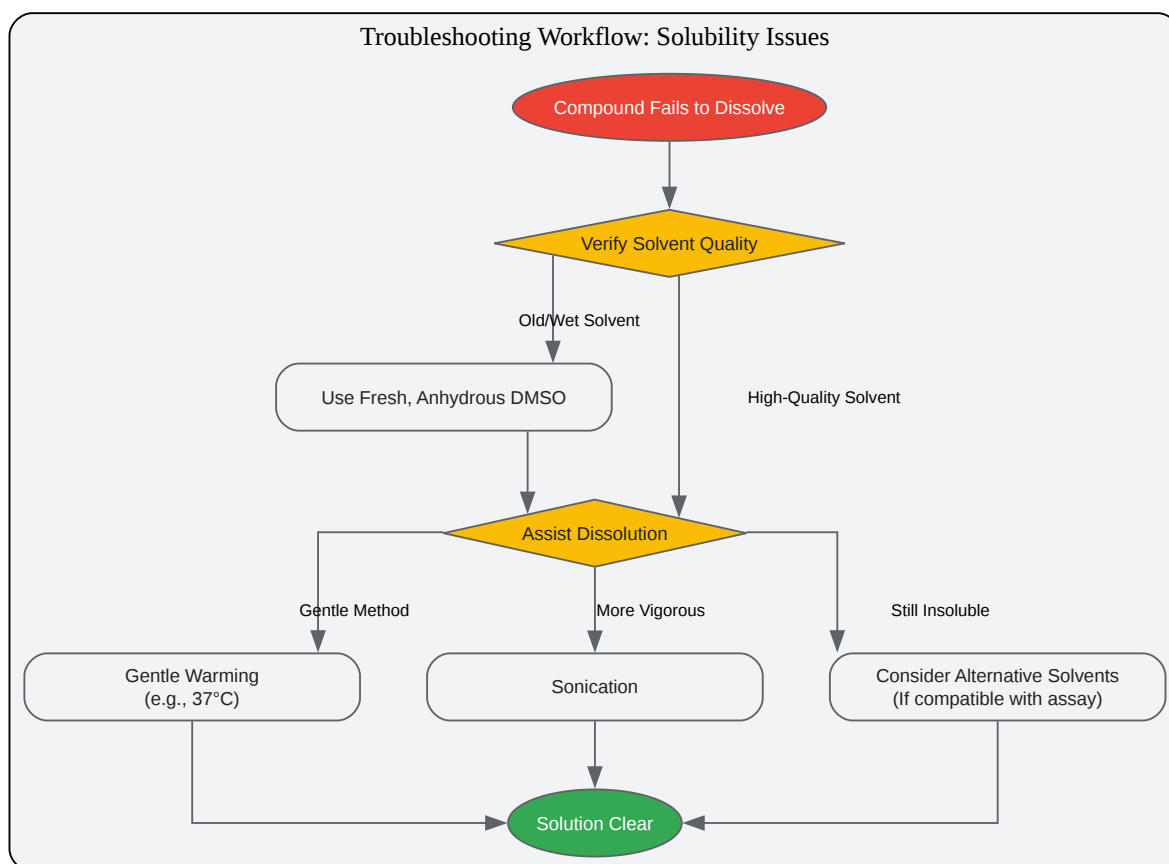 Troubleshooting Workflow: Solubility Issues
Compound Fails to Dissolve
Verify Solvent Quality
Old/Wet Solvent
Use Fresh, Anhydrous DMSO
High-Quality Solvent
Assist Dissolution
Gentle Method
More Vigorous
Still Insoluble
Gentle Warming
(e.g., 37°C)
Sonication
Consider Alternative Solvents
(If compatible with assay)
Solution Clear